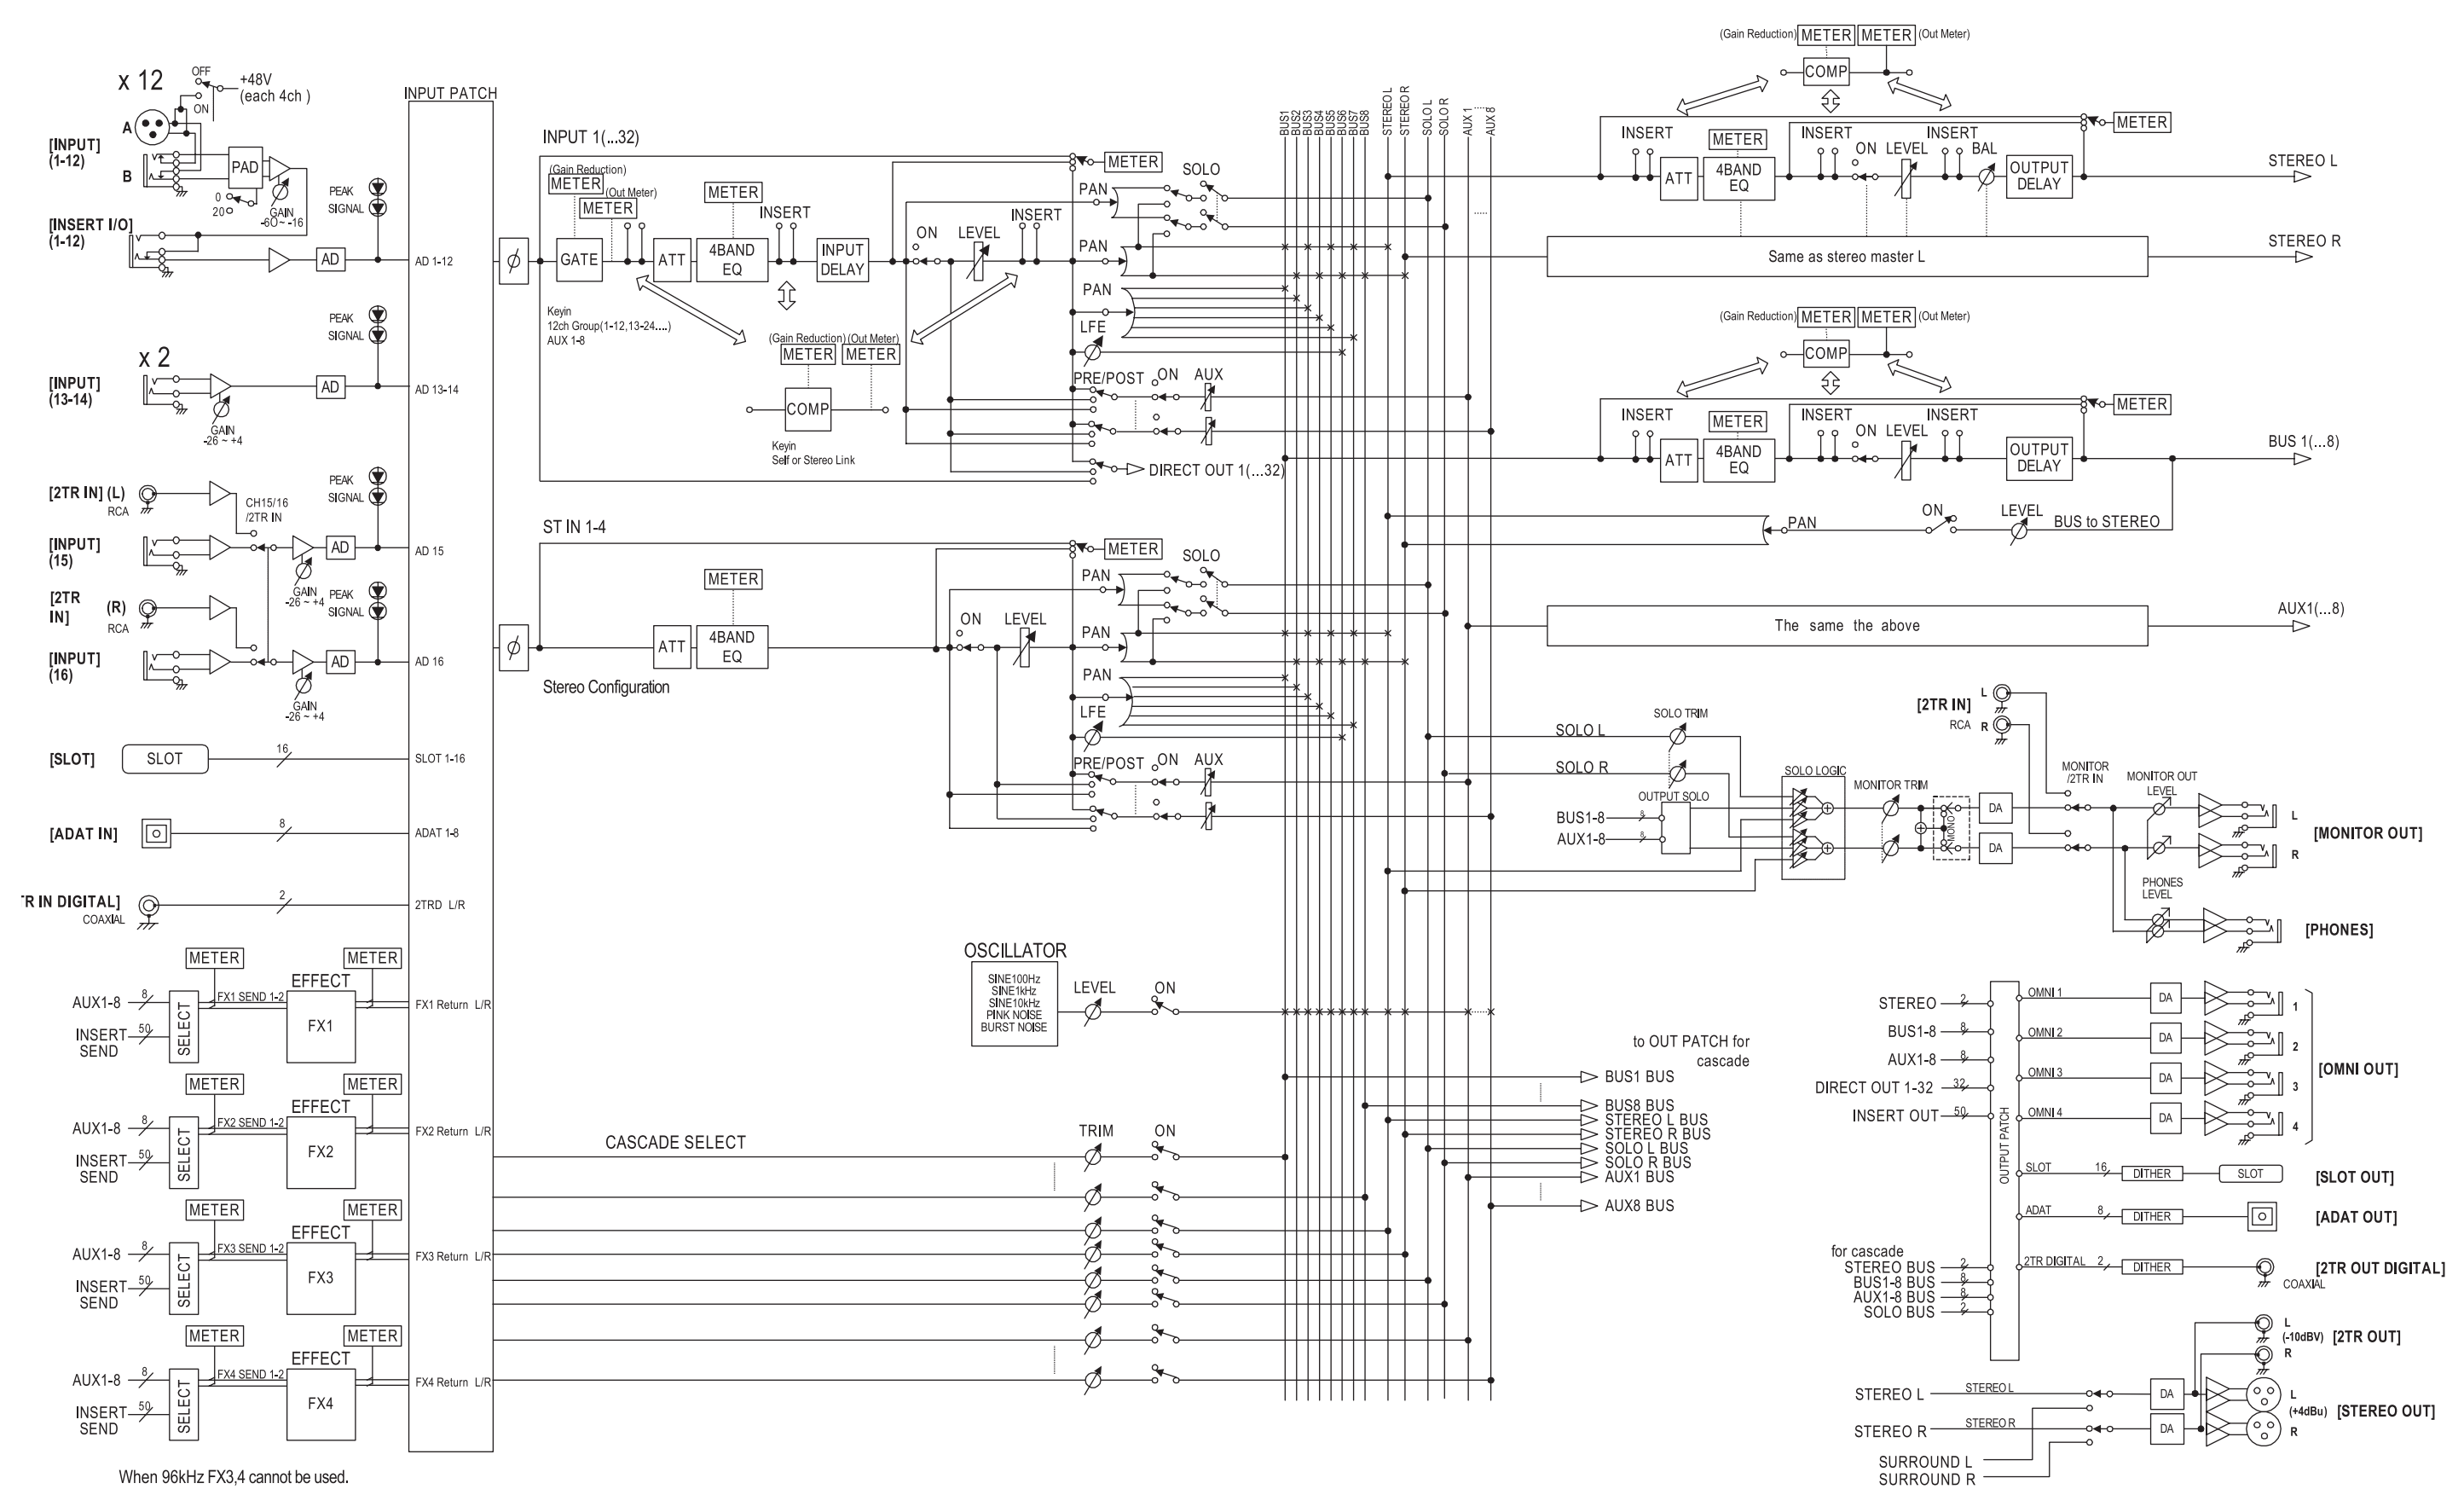 x 12
OFF
+48V
(each 4ch )
ON
A
[INPUT]
(1-12)
B
PAD
0
20
GAIN
-60~ -16
PEAK
SIGNAL
[INSERT I/O]
(1-12)
AD
AD 1-12
INPUT PATCH
PEAK
SIGNAL
x 2
[INPUT]
(13-14)
GAIN
-26 ~ +4
AD
AD 13-14
[2TR IN] (L)
RCA
CH15/16
/2TR IN
PEAK
SIGNAL
[INPUT]
(15)
AD
AD 15
GAIN
-26 ~ +4
PEAK
SIGNAL
[2TR
IN]
(R)
RCA
[INPUT]
(16)
AD
AD 16
GAIN
-26 ~ +4
[SLOT]
SLOT
16
SLOT 1-16
[ADAT IN]
8
ADAT 1-8
TR IN DIGITAL]
COAXIAL
2
2TRD L/R
METER
METER
EFFECT
AUX1-8
8
FX1 SEND 1-2
FX1 Return L/R
SELECT
FX1
INSERT
SEND
50
METER
METER
EFFECT
AUX1-8
8
FX2 SEND 1-2
FX2 Return L/R
SELECT
FX2
INSERT
SEND
50
METER
METER
EFFECT
AUX1-8
8
FX3 SEND 1-2
FX3 Return L/R
SELECT
FX3
INSERT
SEND
50
METER
METER
EFFECT
AUX1-8
8
FX4 SEND 1-2
FX4 Return L/R
SELECT
FX4
INSERT
SEND
50
When 96kHz FX3,4 cannot be used.
INPUT 1(...32)
(Gain Reduction)
METER
(Out Meter)
METER
METER
INSERT
ϕ
GATE
ATT
4BAND
EQ
INPUT
DELAY
ON
LEVEL
INSERT
METER
SOLO
PAN
PAN
PAN
LFE
Keyin
12ch Group(1-12,13-24....)
AUX 1-8
(Gain Reduction)
(Out Meter)
METER
METER
COMP
Keyin
Self or Stereo Link
PRE/POST
ON
AUX
DIRECT OUT 1(...32)
ST IN 1-4
METER
METER
SOLO
PAN
ϕ
ATT
4BAND
EQ
ON
LEVEL
PAN
Stereo Configuration
PAN
LFE
PRE/POST
ON
AUX
OSCILLATOR
SINE100Hz
SINE1kHz
SINE10kHz
PINK NOISE
BURST NOISE
LEVEL
ON
CASCADE SELECT
TRIM
ON
BUS1
BUS2
BUS3
BUS4
BUS5
BUS6
BUS7
BUS8
STEREO L
STEREO R
SOLO L
SOLO R
AUX 1
AUX 8
to OUT PATCH for
cascade
BUS1 BUS
BUS8 BUS
STEREO L BUS
STEREO R BUS
SOLO L BUS
SOLO R BUS
AUX1 BUS
AUX8 BUS
(Gain Reduction)
METER
METER
(Out Meter)
COMP
METER
INSERT
METER
INSERT
ON
LEVEL
INSERT
BAL
ATT
4BAND
EQ
OUTPUT
DELAY
STEREO L
Same as stereo master L
STEREO R
(Gain Reduction)
METER
METER
(Out Meter)
COMP
METER
INSERT
METER
INSERT
ON
LEVEL
INSERT
ATT
4BAND
EQ
OUTPUT
DELAY
BUS 1(...8)
PAN
ON
LEVEL
BUS to STEREO
The same the above
AUX1(...8)
SOLO L
SOLO R
SOLO TRIM
OUTPUT SOLO
BUS1-8
8
AUX1-8
8
SOLO LOGIC
MONITOR TRIM
MONO
DA
DA
[2TR IN]
RCA
L
R
MONITOR
/2TR IN
MONITOR OUT
LEVEL
L
R
[MONITOR OUT]
PHONES
LEVEL
[PHONES]
STEREO
2
BUS1-8
8
AUX1-8
8
DIRECT OUT 1-32
32
INSERT OUT
50
OUTPUT PATCH
OMNI 1
DA
1
OMNI 2
DA
2
OMNI 3
DA
3
OMNI 4
DA
4
[OMNI OUT]
SLOT
16
DITHER
SLOT
[SLOT OUT]
ADAT
8
DITHER
[ADAT OUT]
2TR DIGITAL
2
DITHER
[2TR OUT DIGITAL]
COAXIAL
for cascade
STEREO BUS
2
BUS1-8 BUS
8
AUX1-8 BUS
8
SOLO BUS
2
L
(-10dBV)
[2TR OUT]
R
STEREO L
STEREO L
DA
L
(+4dBu)
[STEREO OUT]
STEREO R
STEREO R
DA
R
SURROUND L
SURROUND R